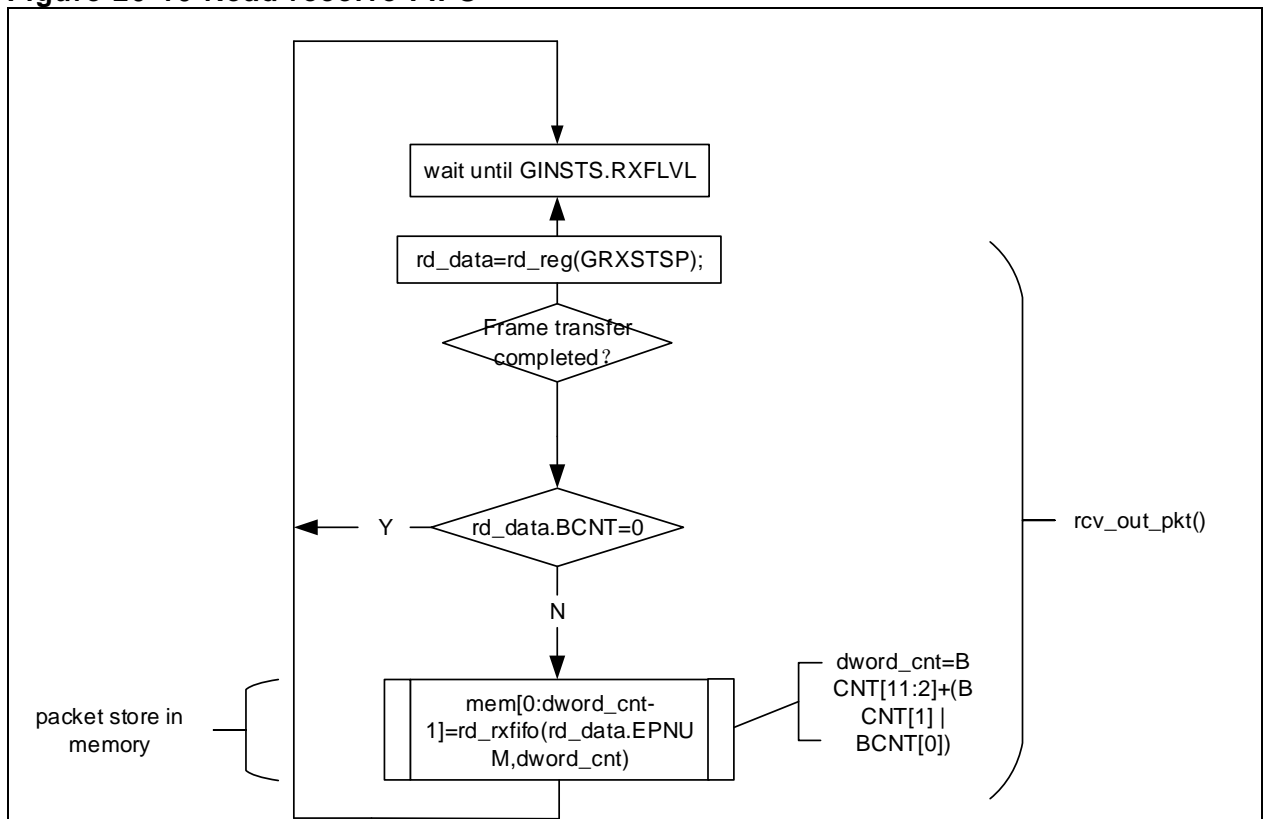 wait until GINSTS.RXFLVL
rd_data=rd_reg(GRXSTSP);
Frame transfer
completed？
rd_data.BCNT=0
Y
N
rcv_out_pkt()
mem[0:dword_cnt-
1]=rd_rxfifo(rd_data.EPNU
M,dword_cnt)
dword_cnt=B
CNT[11:2]+(B
CNT[1] |
BCNT[0])
packet store in
memory